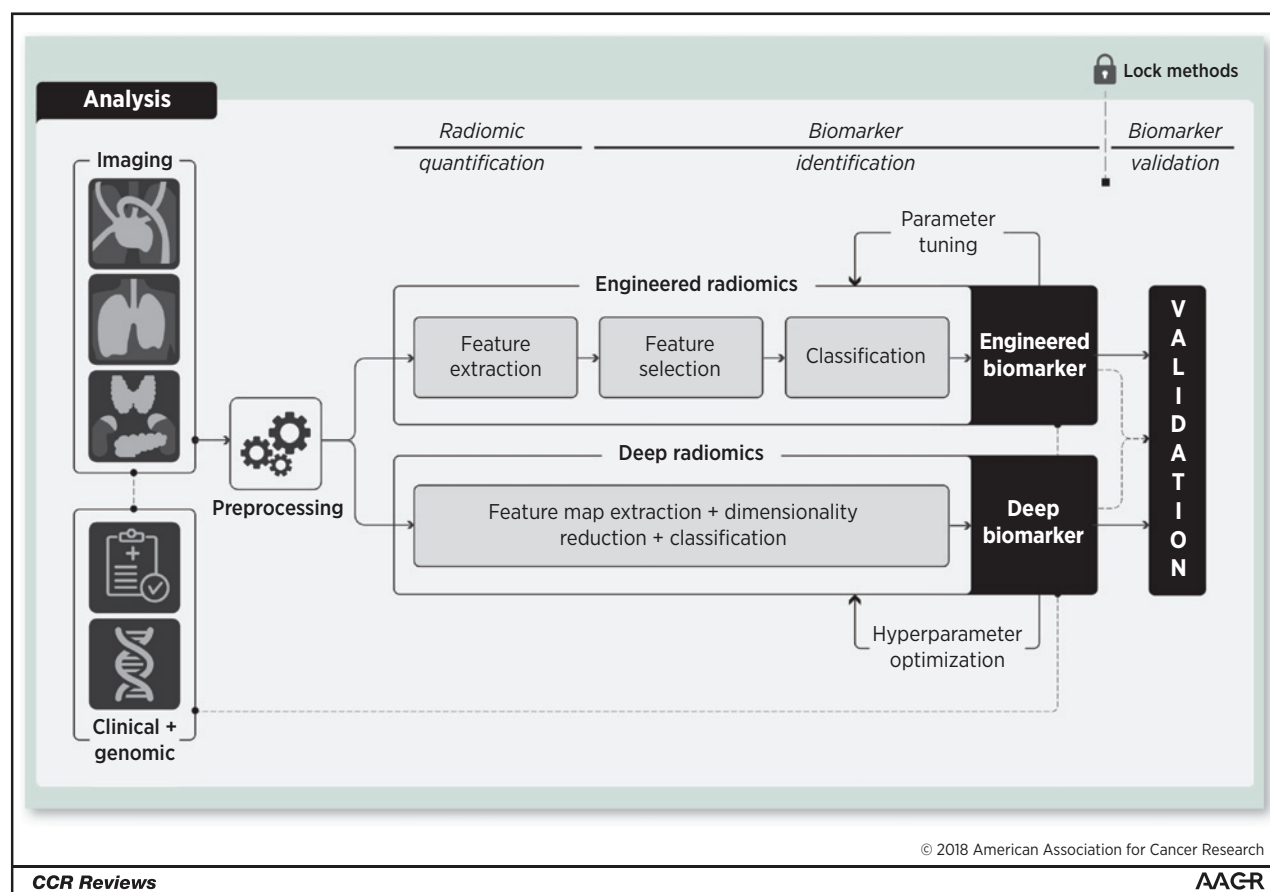 Lock methods
Analysis
Radiomic
quantification
Biomarker
identification
Biomarker
validation
Imaging
Parameter
tuning
Engineered radiomics
Feature
extraction
Feature
selection
Classification
Engineered
biomarker
VALIDATION
Preprocessing
Deep radiomics
Feature map extraction + dimensionality
reduction + classification
Deep
biomarker
Hyperparameter
optimization
Clinical +
genomic
© 2018 American Association for Cancer Research
CCR Reviews
AACR